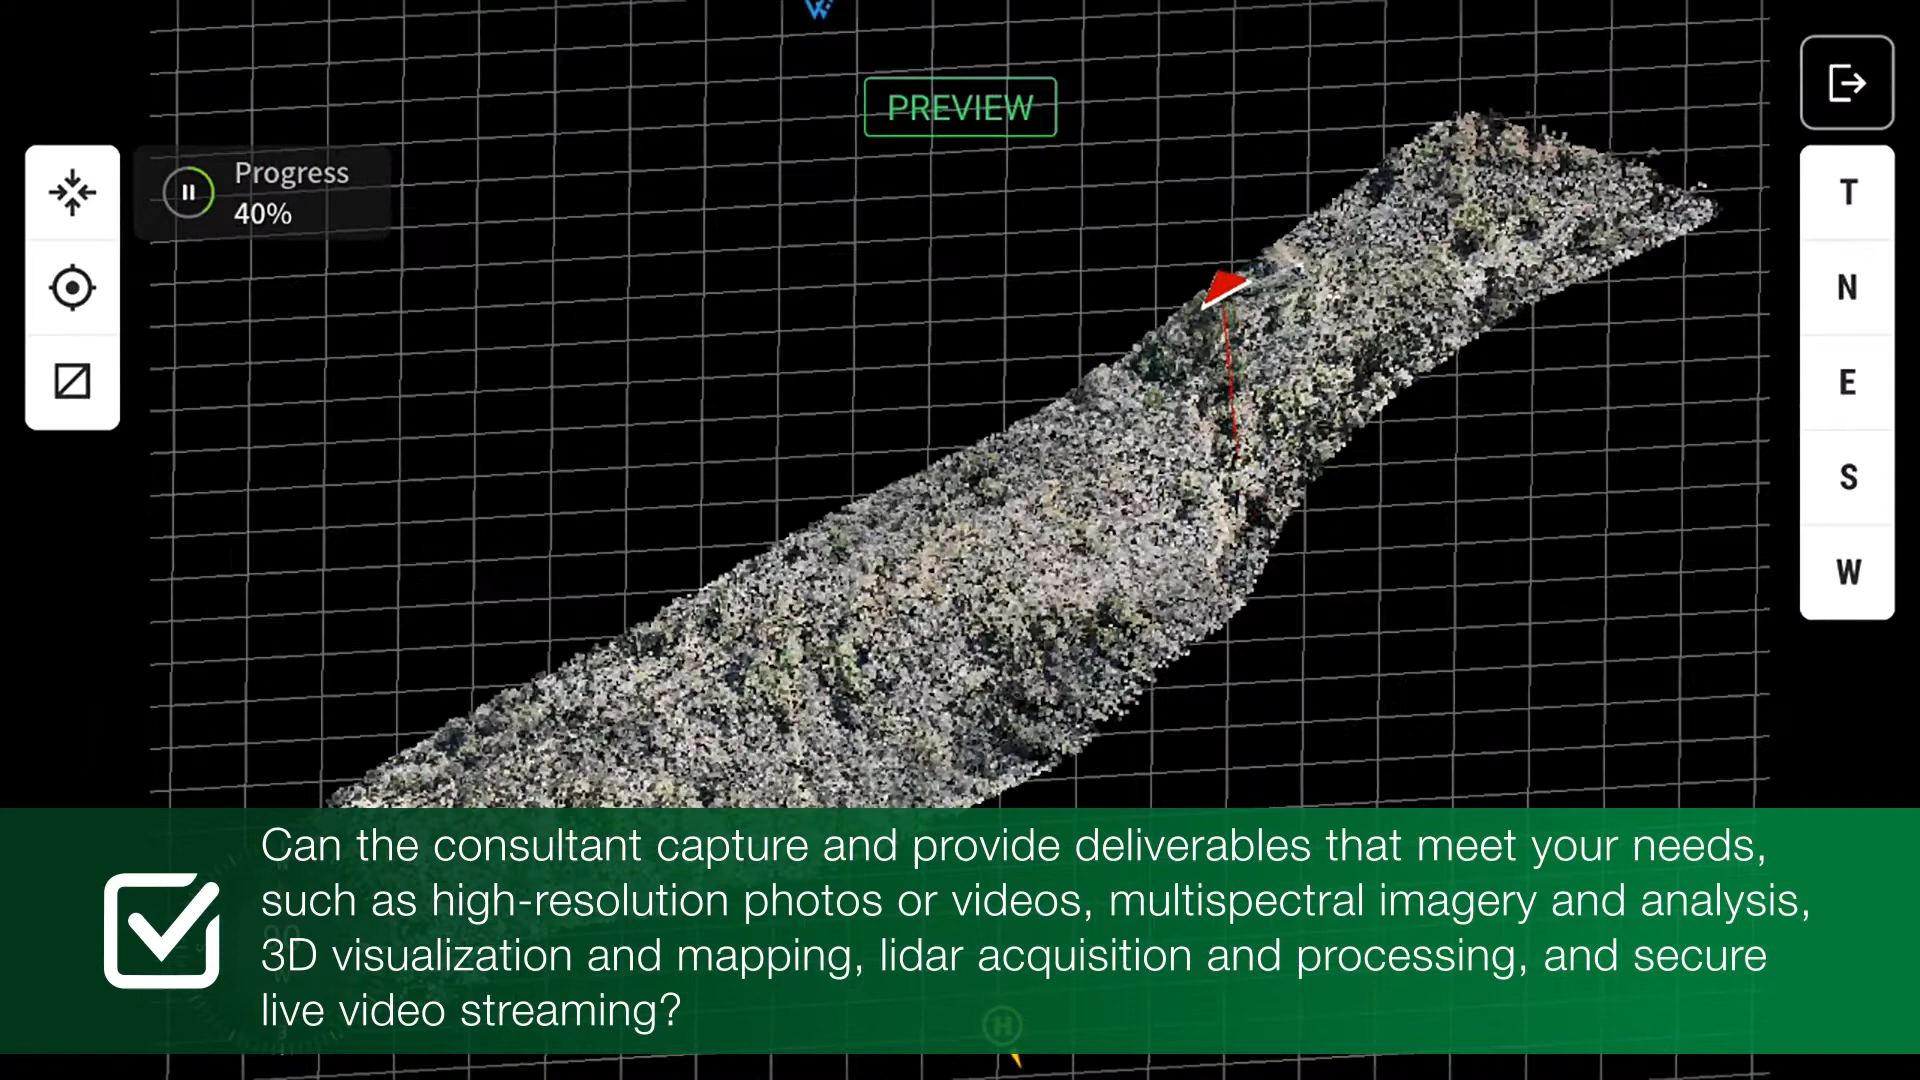 W
PREVIEW
Progress
40%
T
N
E
S
W
Can the consultant capture and provide deliverables that meet your needs,
such as high-resolution photos or videos, multispectral imagery and analysis,
3D visualization and mapping, lidar acquisition and processing, and secure
live video streaming?
H